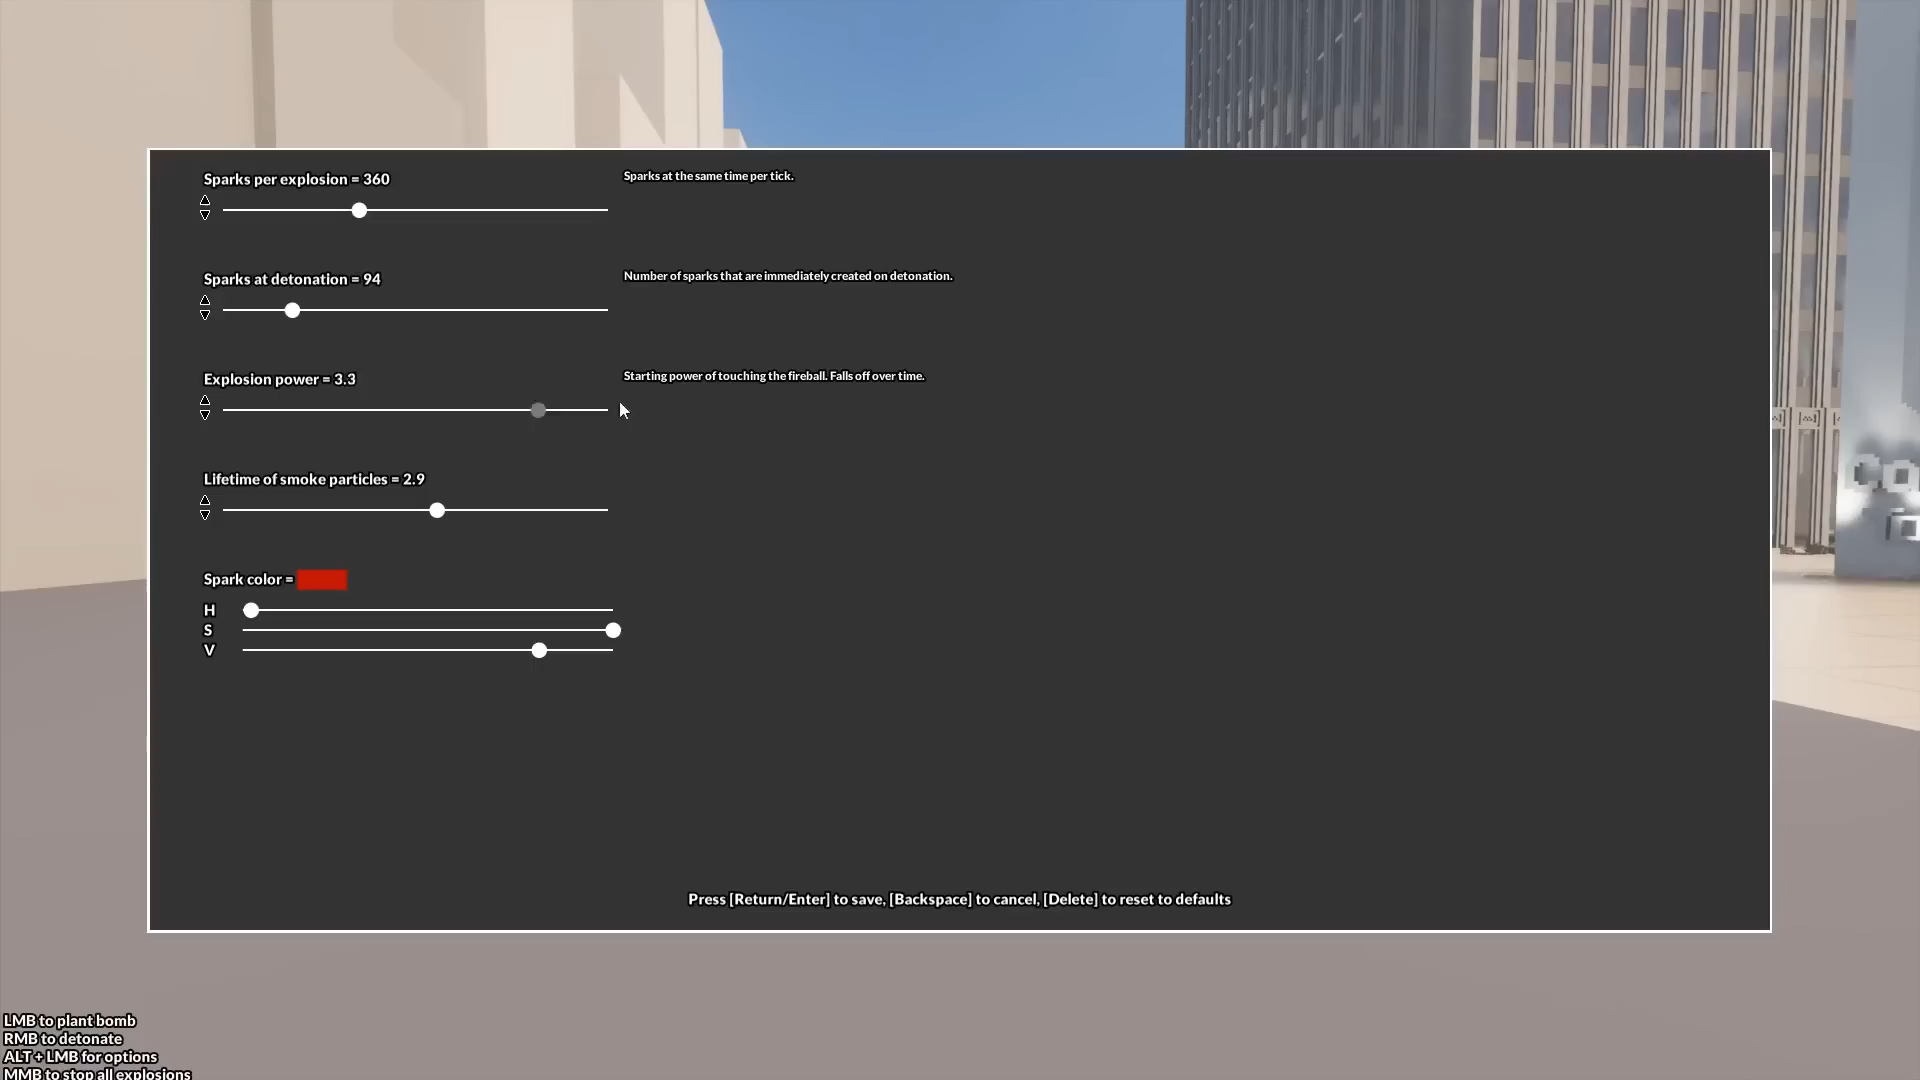 Sparks per explosion = 360
Sparks at the same time per tick.
Sparks at detonation = 94
Number of sparks that are immediately created on detonation.
Explosion power = 3.3
Starting power of touching the fireball. Falls off over time.
Lifetime of smoke particles = 2.9
Spark color =
H
S
V
Press [Return/Enter] to save, [Backspace] to cancel, [Delete] to reset to defaults
LMB to plant bomb
RMB to detonate
ALT + LMB for options
MMB to stop all explosions